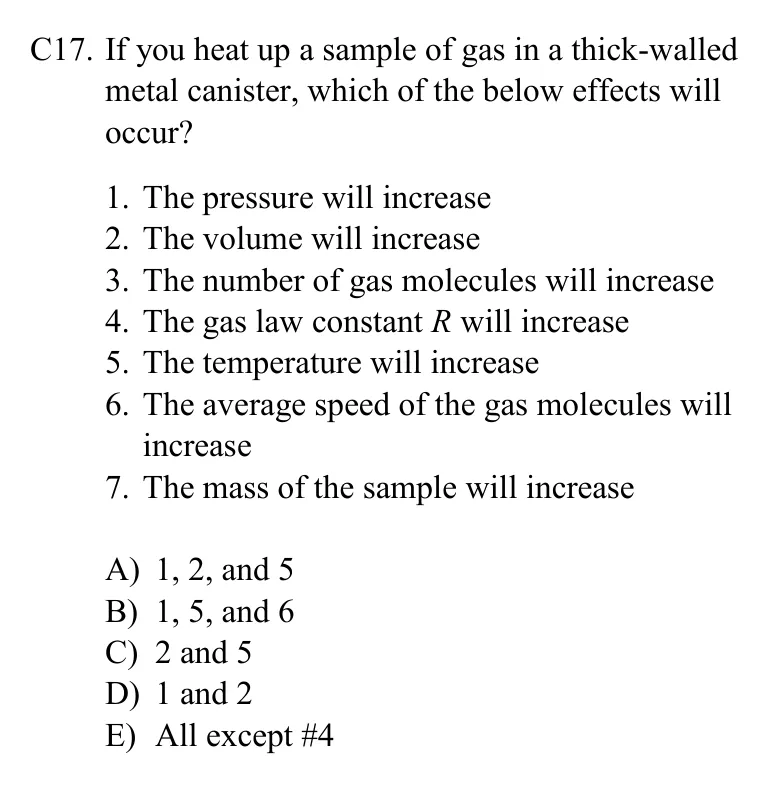 C17. If you heat up a sample of gas in a thick-walled
metal canister, which of the below effects will
occur?
1. The pressure will increase
2. The volume will increase
3. The number of gas molecules will increase
4. The gas law constant R will increase
5. The temperature will increase
6. The average speed of the gas molecules will
increase
7. The mass of the sample will increase
A) 1, 2, and 5
B) 1, 5, and 6
C) 2 and 5
D) 1 and 2
E) All except #4